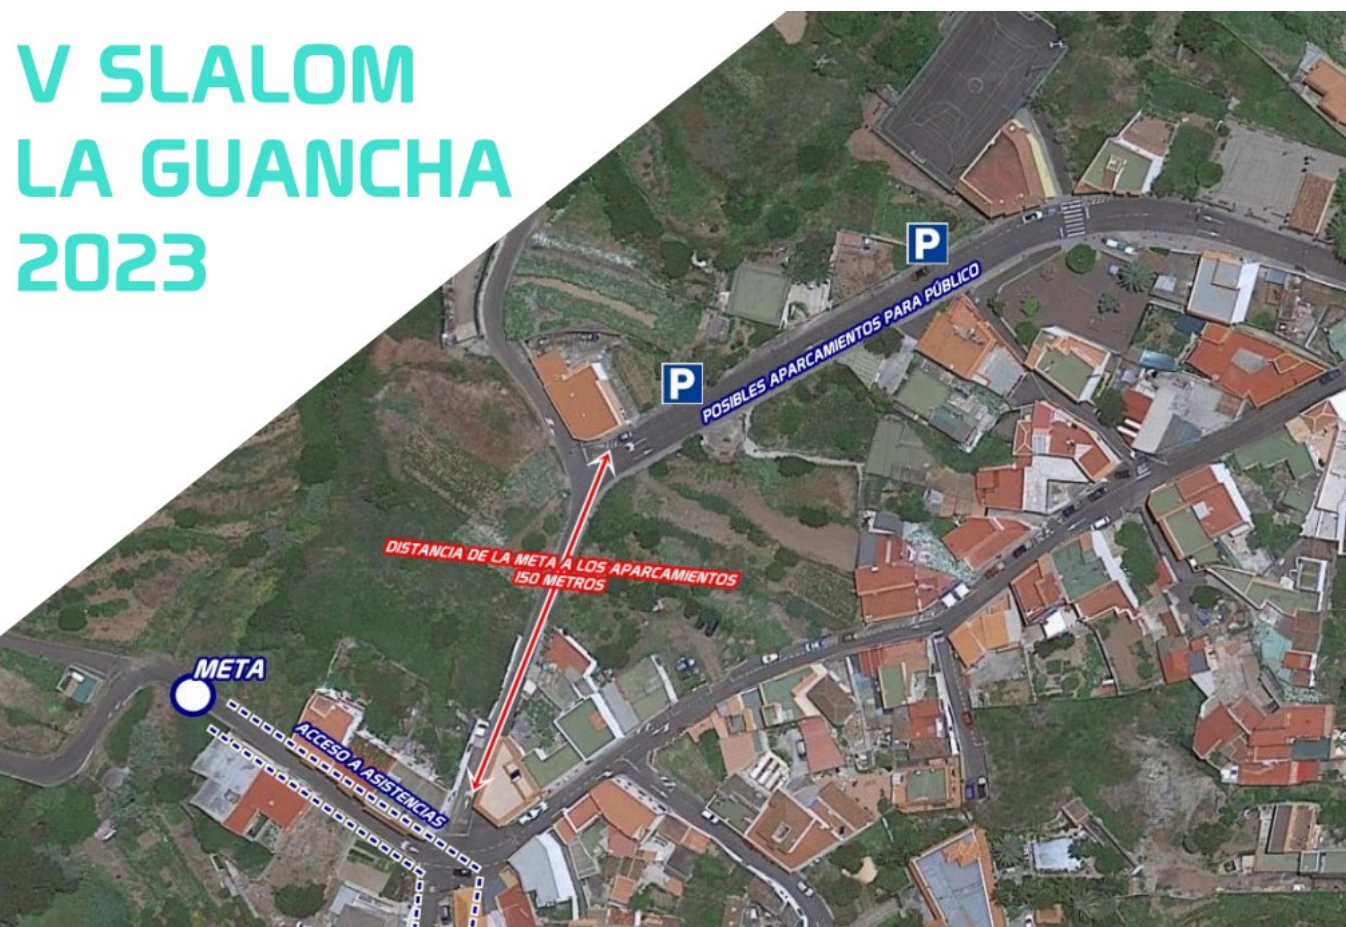 V SLALOM
LA GUANCHA
2023
P
POSIBLES APARCAMIENTOS PARA PÚBLICO
P
DISTANCIA DE LA META A LOS APARCAMIENTOS
150 METROS
META
ACCESO A ASISTENCIAS